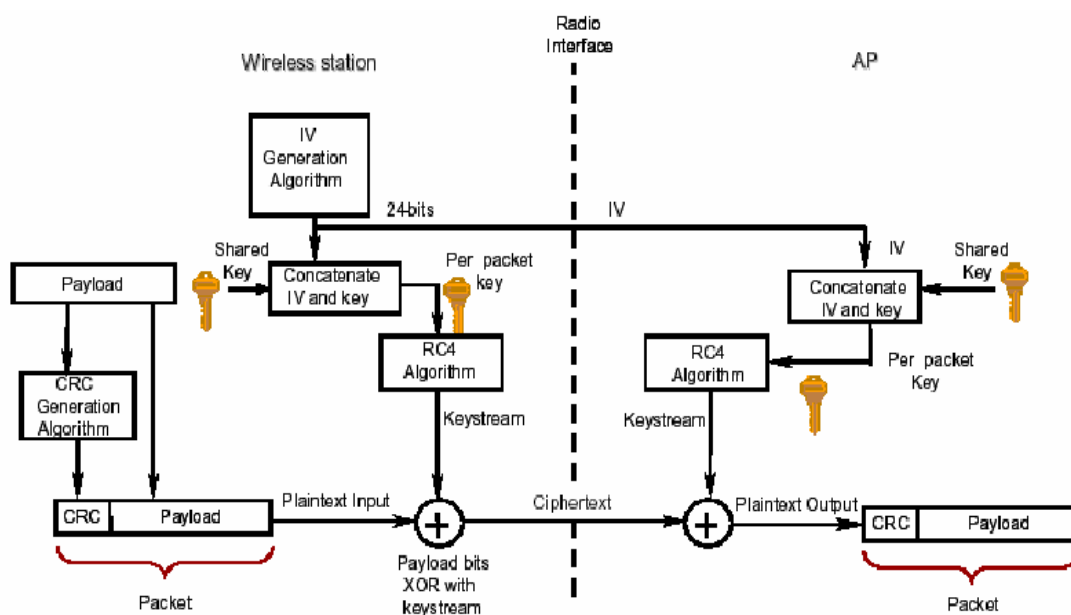 Radio
Interface
Wireless station
AP
IV
Generation
Algorithm
24-bits
IV
Shared
Key
Concatenate
IV and key
Per packet
key
IV
Shared
Key
Concatenate
IV and key
Payload
RC4
Algorithm
RC4
Algorithm
Per packet
Key
CRC
Generation
Algorithm
Keystream
Keystream
CRC
Payload
Plaintext Input
+
Ciphertext
+
Plaintext Output
CRC
Payload
Payload bits
XOR with
keystream
Packet
Packet